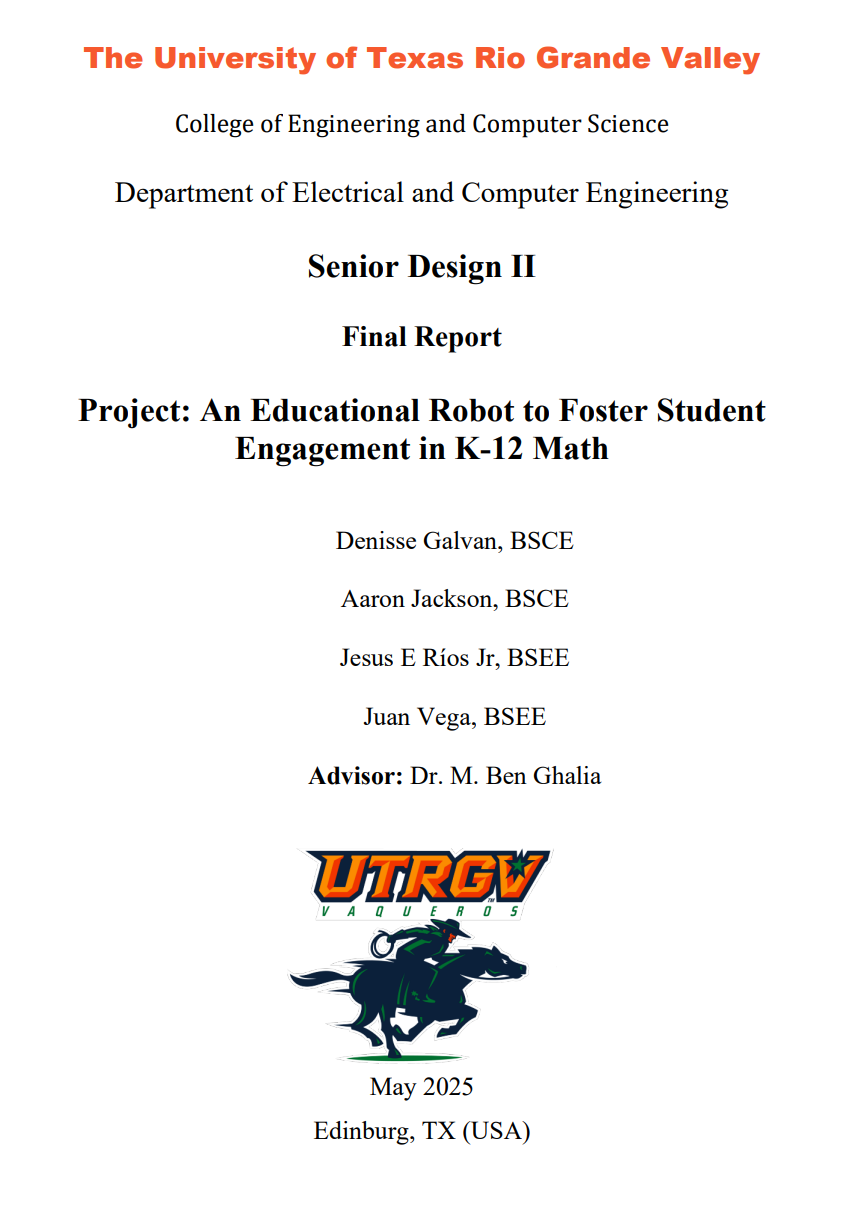 The University of Texas Rio Grande Valley
College of Engineering and Computer Science
Department of Electrical and Computer Engineering
Senior Design II
Final Report
Project: An Educational Robot to Foster Student
Engagement in K-12 Math
Denisse Galvan, BSCE
Aaron Jackson, BSCE
Jesus E Ríos Jr, BSEE
Juan Vega, BSEE
Advisor: Dr. M. Ben Ghalia
UTRGV™
VAQUEROS
May 2025
Edinburg, TX (USA)